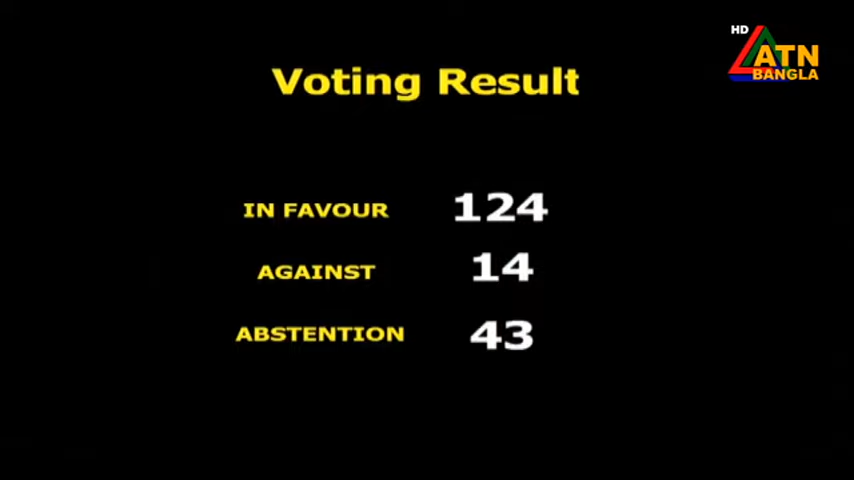 HD
ATN
BANGLA
Voting Result
IN FAVOUR 124
AGAINST 14
ABSTENTION 43